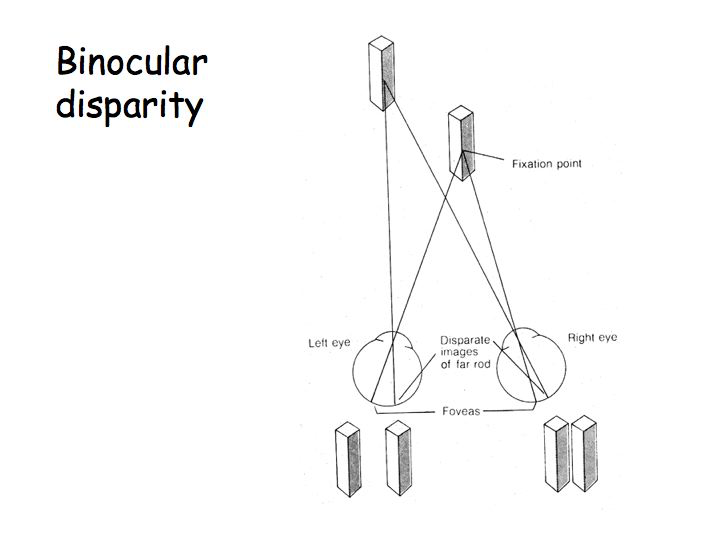 Binocular
disparity
Fixation point
Left eye
Disparate
images
of far rod
Right eye
Foveas